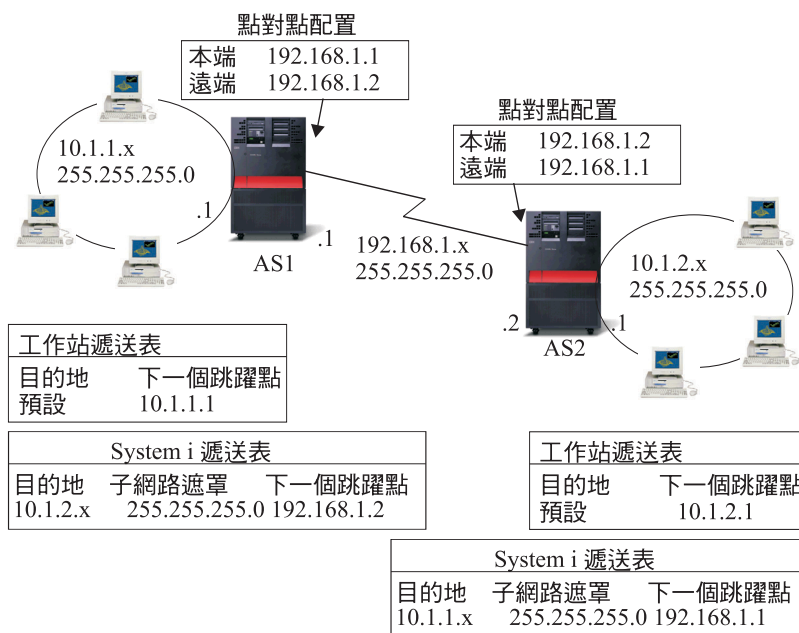 點對點配置
本端 192.168.1.1
遠端 192.168.1.2
點對點配置
本端 192.168.1.2
遠端 192.168.1.1
10.1.1.x
255.255.255.0
.1
.1
AS1
192.168.1.x
255.255.255.0
10.1.2.x
255.255.255.0
.2
.1
AS2
工作站遞送表
目的地 下一個跳躍點
預設 10.1.1.1
System i 遞送表
目的地 子網路遮罩 下一個跳躍點
10.1.2.x 255.255.255.0 192.168.1.2
工作站遞送表
目的地 下一個跳躍點
預設 10.1.2.1
System i 遞送表
目的地 子網路遮罩 下一個跳躍點
10.1.1.x 255.255.255.0 192.168.1.1